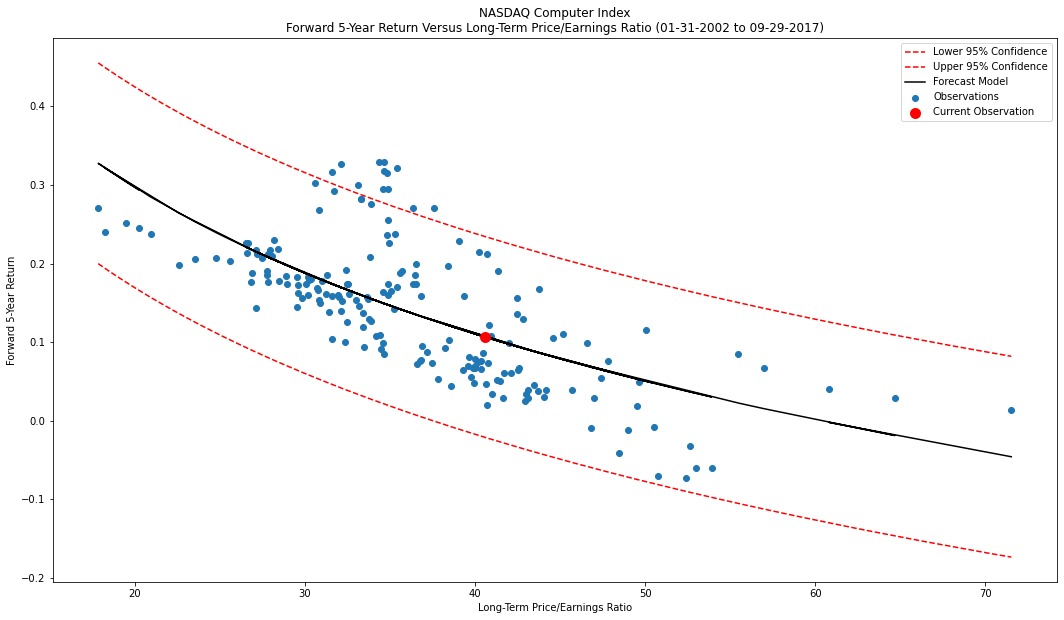 NASDAQ Computer Index
Forward 5-Year Return Versus Long-Term Price/Earnings Ratio (01-31-2002 to 09-29-2017)
Lower 95% Confidence
Upper 95% Confidence
Forecast Model
Observations
Current Observation
Forward 5-Year Return
0.4
0.3
0.2
0.1
0.0
−0.1
−0.2
20 30 40 50 60 70
Long-Term Price/Earnings Ratio